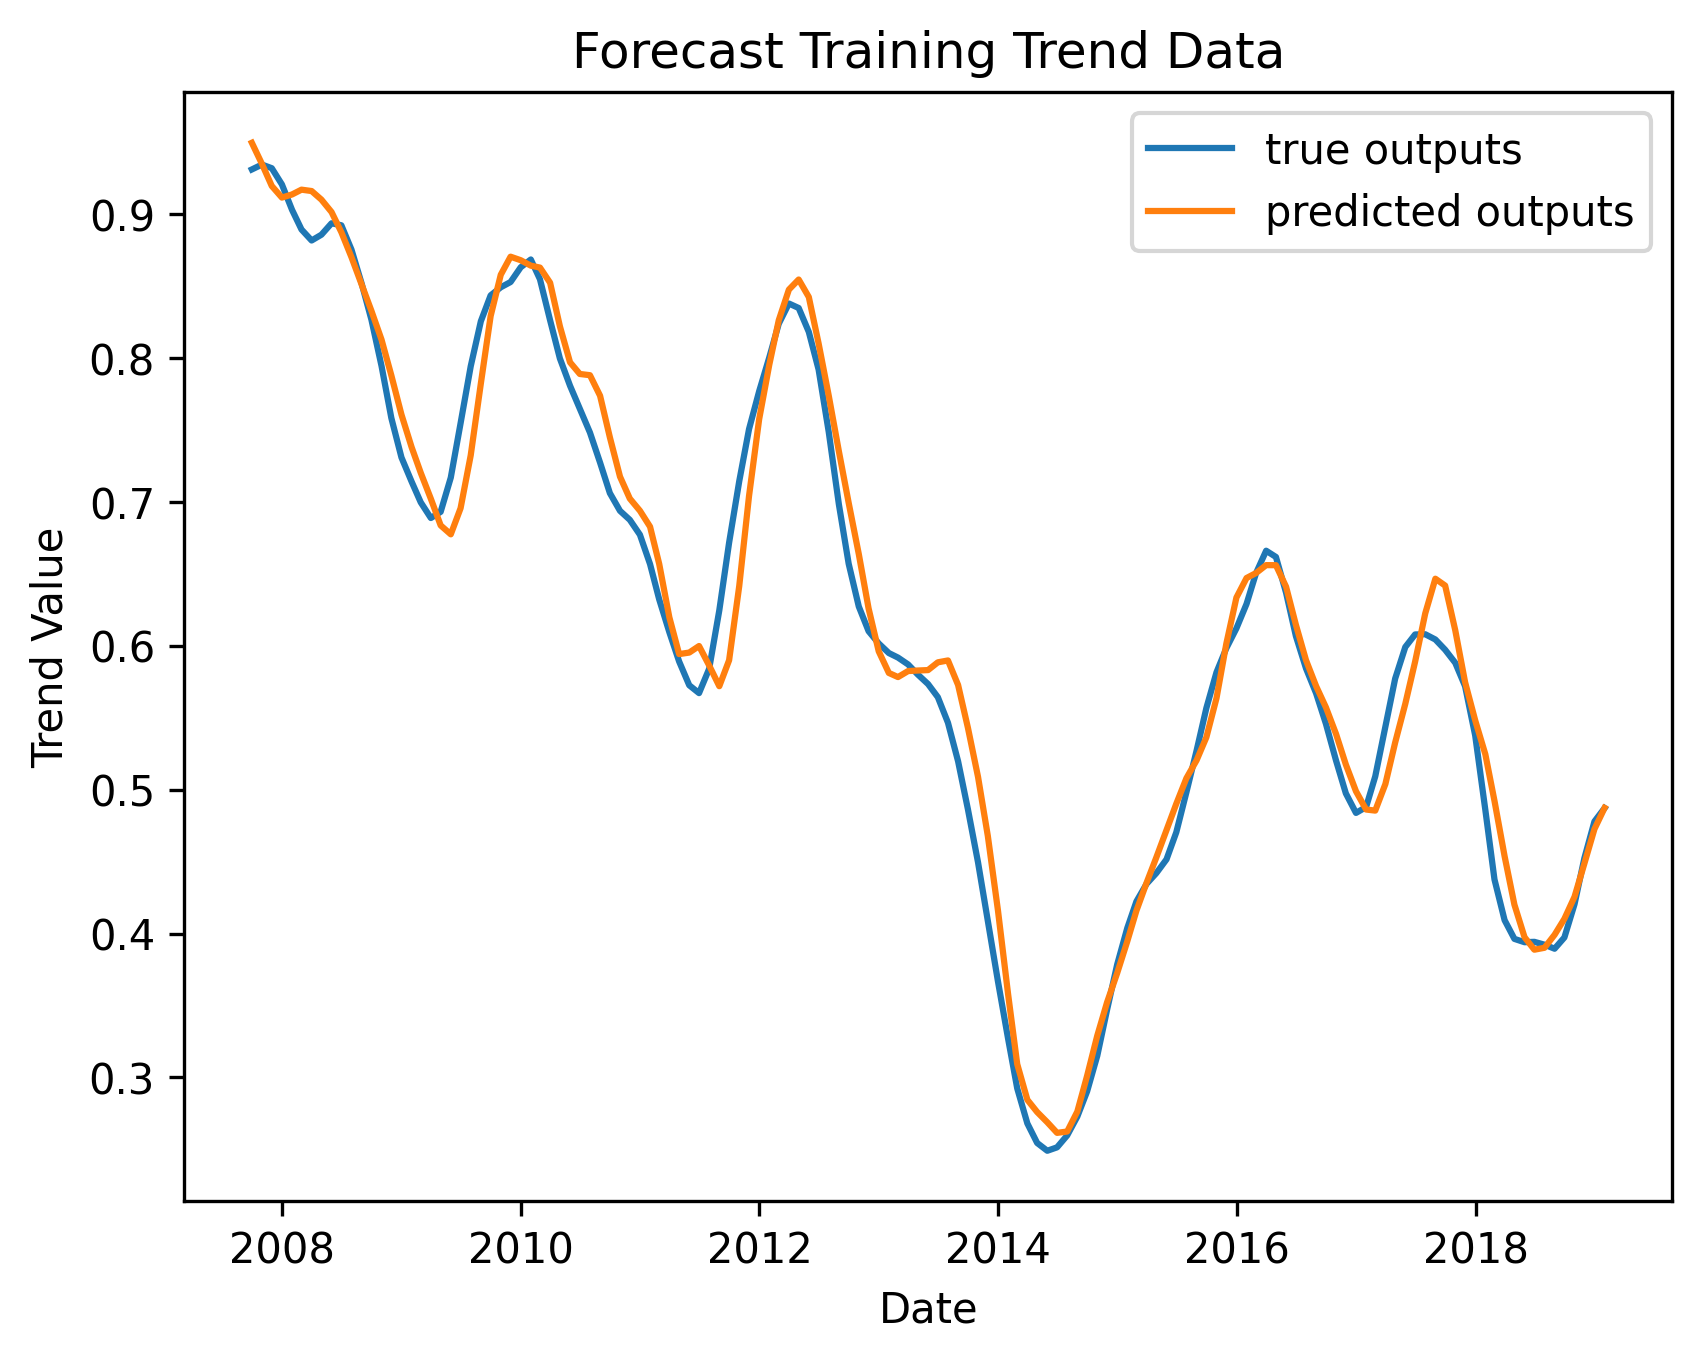 Forecast Training Trend Data
true outputs
predicted outputs
Trend Value
0.9
0.8
0.7
0.6
0.5
0.4
0.3
2008 2010 2012 2014 2016 2018
Date